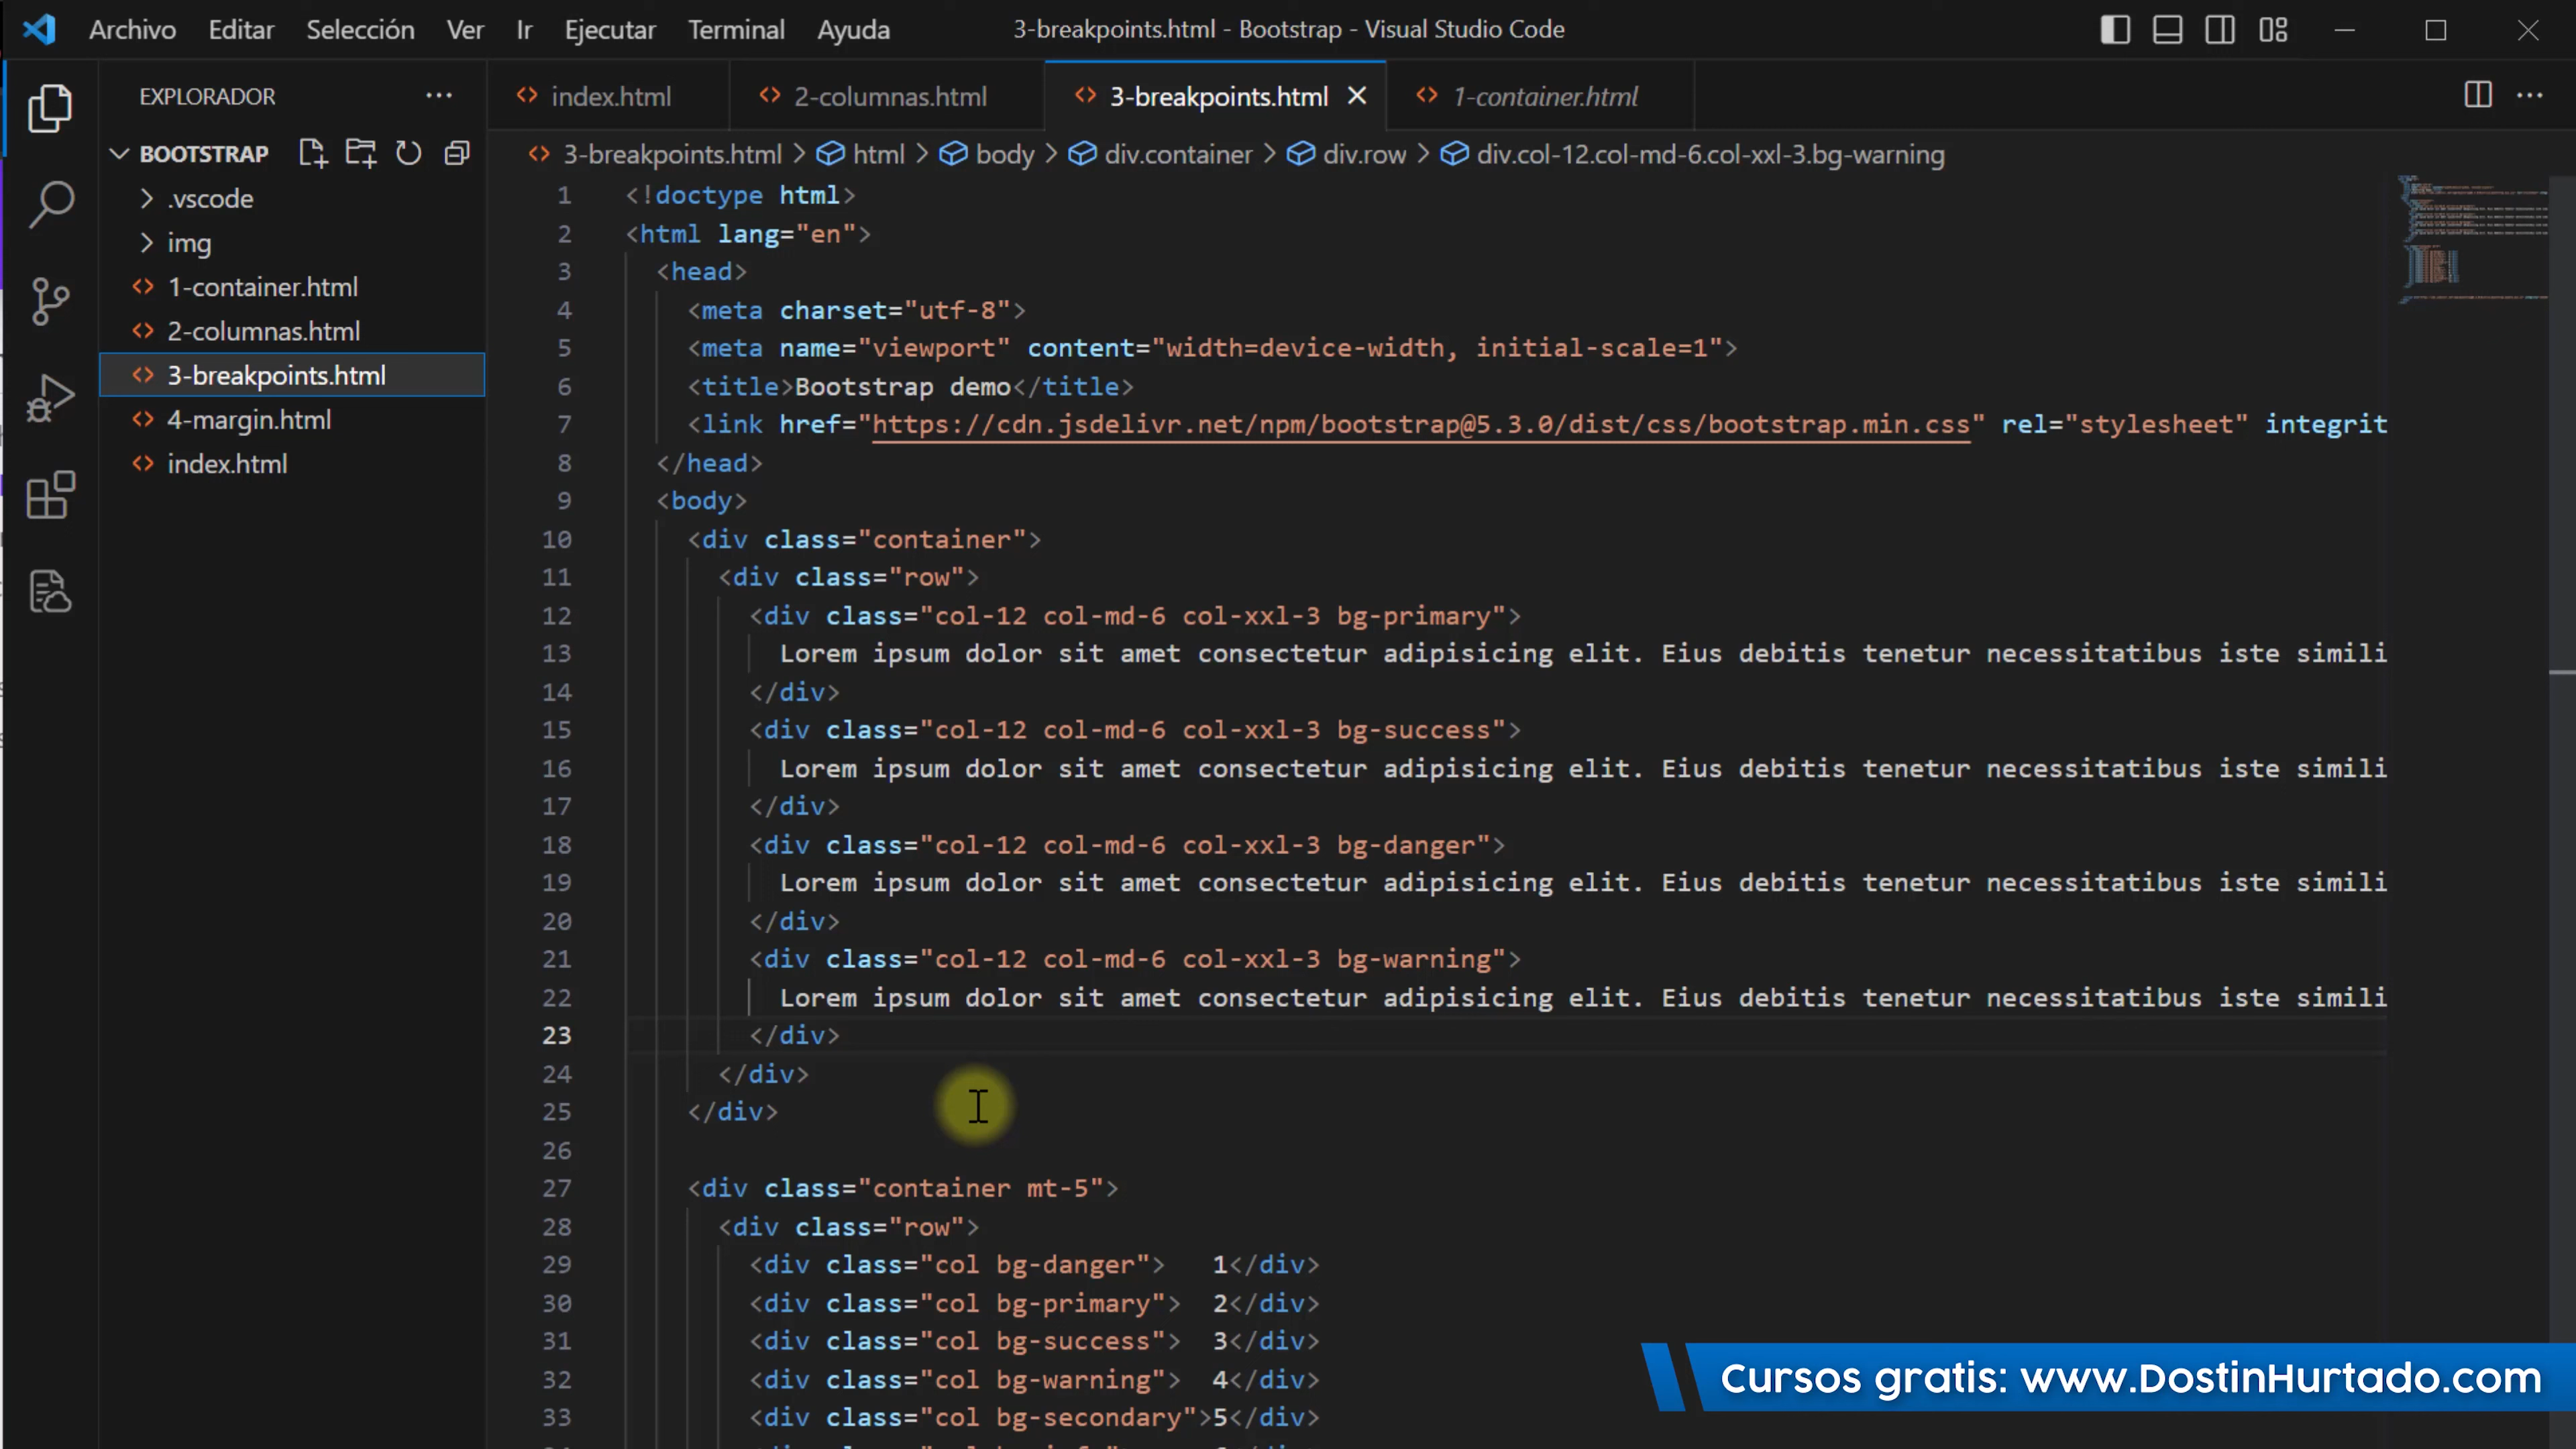 Archivo Editar Selección Ver Ir Ejecutar Terminal Ayuda 3-breakpoints.html - Bootstrap - Visual Studio Code
EXPLORADOR
index.html 2-columnas.html 3-breakpoints.html 1-container.html
BOOTSTRAP
3-breakpoints.html > html > body > div.container > div.row > div.col-12.col-md-6.col-xxl-3.bg-warning
.vscode
img
1-container.html
2-columnas.html
3-breakpoints.html
4-margin.html
index.html
1 <!doctype html>
2 <html lang="en">
3 <head>
4 <meta charset="utf-8">
5 <meta name="viewport" content="width=device-width, initial-scale=1">
6 <title>Bootstrap demo</title>
7 <link href="https://cdn.jsdelivr.net/npm/bootstrap@5.3.0/dist/css/bootstrap.min.css" rel="stylesheet" integrit
8 </head>
9 <body>
10 <div class="container">
11 <div class="row">
12 <div class="col-12 col-md-6 col-xxl-3 bg-primary">
13 Lorem ipsum dolor sit amet consectetur adipisicing elit. Eius debitis tenetur necessitatibus iste simili
14 </div>
15 <div class="col-12 col-md-6 col-xxl-3 bg-success">
16 Lorem ipsum dolor sit amet consectetur adipisicing elit. Eius debitis tenetur necessitatibus iste simili
17 </div>
18 <div class="col-12 col-md-6 col-xxl-3 bg-danger">
19 Lorem ipsum dolor sit amet consectetur adipisicing elit. Eius debitis tenetur necessitatibus iste simili
20 </div>
21 <div class="col-12 col-md-6 col-xxl-3 bg-warning">
22 Lorem ipsum dolor sit amet consectetur adipisicing elit. Eius debitis tenetur necessitatibus iste simili
23 </div>
24 </div>
25 </div>
26
27 <div class="container mt-5">
28 <div class="row">
29 <div class="col bg-danger"> 1</div>
30 <div class="col bg-primary"> 2</div>
31 <div class="col bg-success"> 3</div>
32 <div class="col bg-warning"> 4</div>
33 <div class="col bg-secondary">5</div>
Cursos gratis: www.DostinHurtado.com